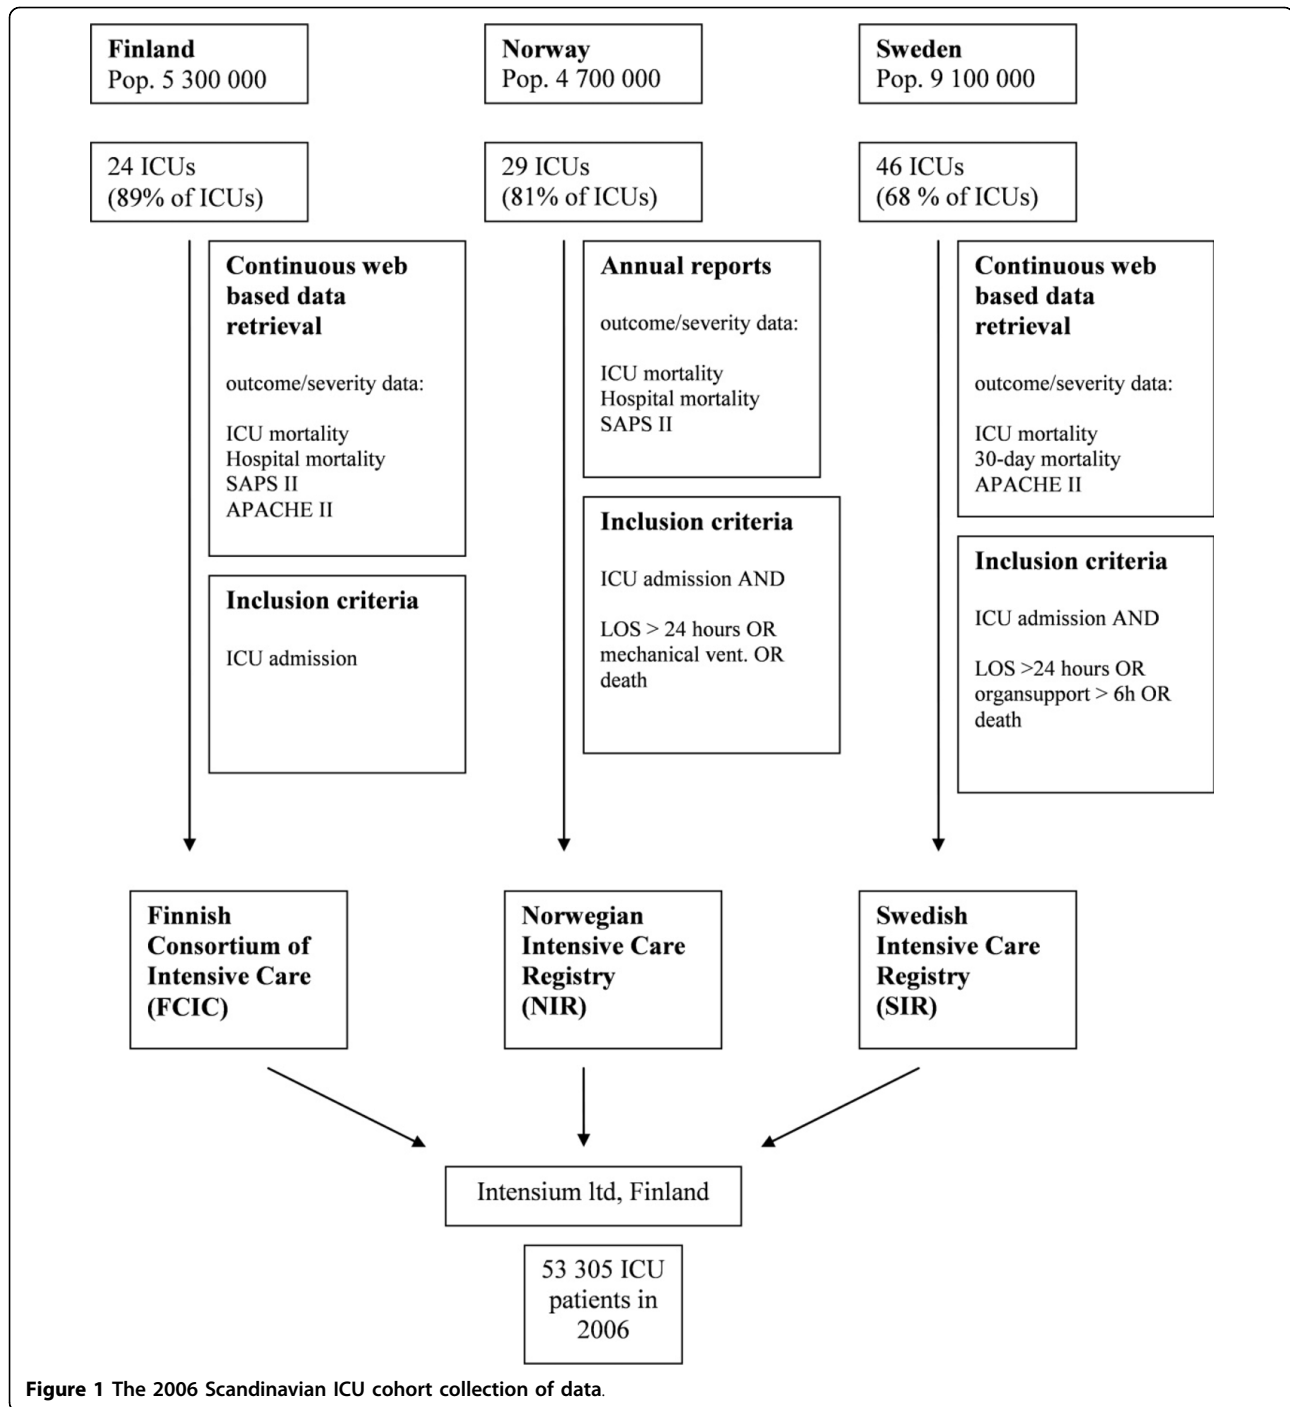 Finland
Pop. 5 300 000
Norway
Pop. 4 700 000
Sweden
Pop. 9 100 000
24 ICUs
(89% of ICUs)
29 ICUs
(81% of ICUs)
46 ICUs
(68 % of ICUs)
Continuous web
based data
retrieval
outcome/severity data:
ICU mortality
Hospital mortality
SAPS II
APACHE II
Inclusion criteria
ICU admission
Annual reports
outcome/severity data:
ICU mortality
Hospital mortality
SAPS II
Inclusion criteria
ICU admission AND
LOS > 24 hours OR
mechanical vent. OR
death
Continuous web
based data
retrieval
outcome/severity data:
ICU mortality
30-day mortality
APACHE II
Inclusion criteria
ICU admission AND
LOS >24 hours OR
organsupport > 6h OR
death
Finnish
Consortium of
Intensive Care
(FCIC)
Norwegian
Intensive Care
Registry
(NIR)
Swedish
Intensive Care
Registry
(SIR)
Intensium ltd, Finland
53 305 ICU
patients in
2006
Figure 1 The 2006 Scandinavian ICU cohort collection of data.